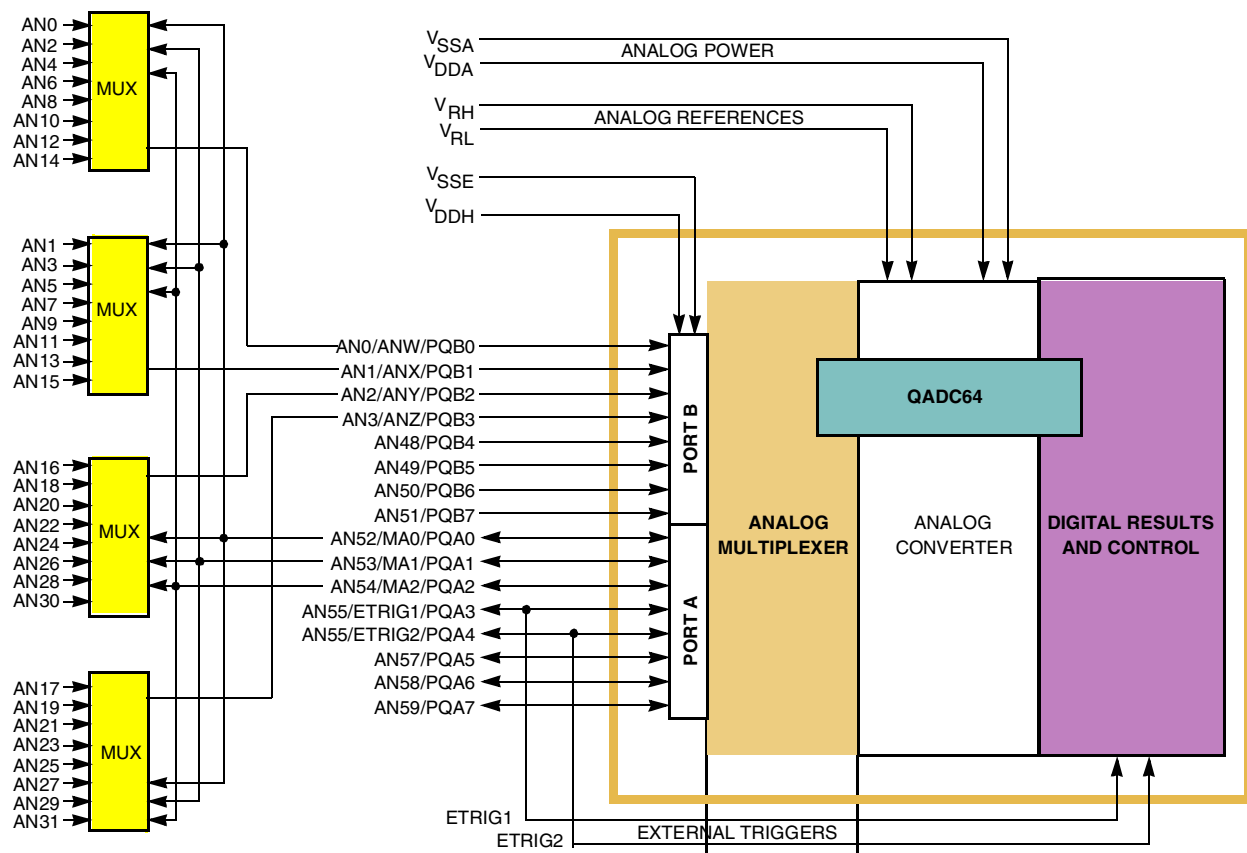 AN0
AN2
AN4
AN6
AN8
AN10
AN12
AN14
MUX
AN1
AN3
AN5
AN7
AN9
AN11
AN13
AN15
MUX
AN16
AN18
AN20
AN22
AN24
AN26
AN28
AN30
MUX
AN17
AN19
AN21
AN23
AN25
AN27
AN29
AN31
MUX
VSSA
ANALOG POWER
VDDA
VRH
ANALOG REFERENCES
VRL
VSSE
VDDH
AN0/ANW/PQB0
AN1/ANX/PQB1
AN2/ANY/PQB2
AN3/ANZ/PQB3
AN48/PQB4
AN49/PQB5
AN50/PQB6
AN51/PQB7
AN52/MA0/PQA0
AN53/MA1/PQA1
AN54/MA2/PQA2
AN55/ETRIG1/PQA3
AN55/ETRIG2/PQA4
AN57/PQA5
AN58/PQA6
AN59/PQA7
PORT B
PORT A
QADC64
ANALOG
MULTIPLEXER
ANALOG
CONVERTER
DIGITAL RESULTS
AND CONTROL
ETRIG1
ETRIG2
EXTERNAL TRIGGERS